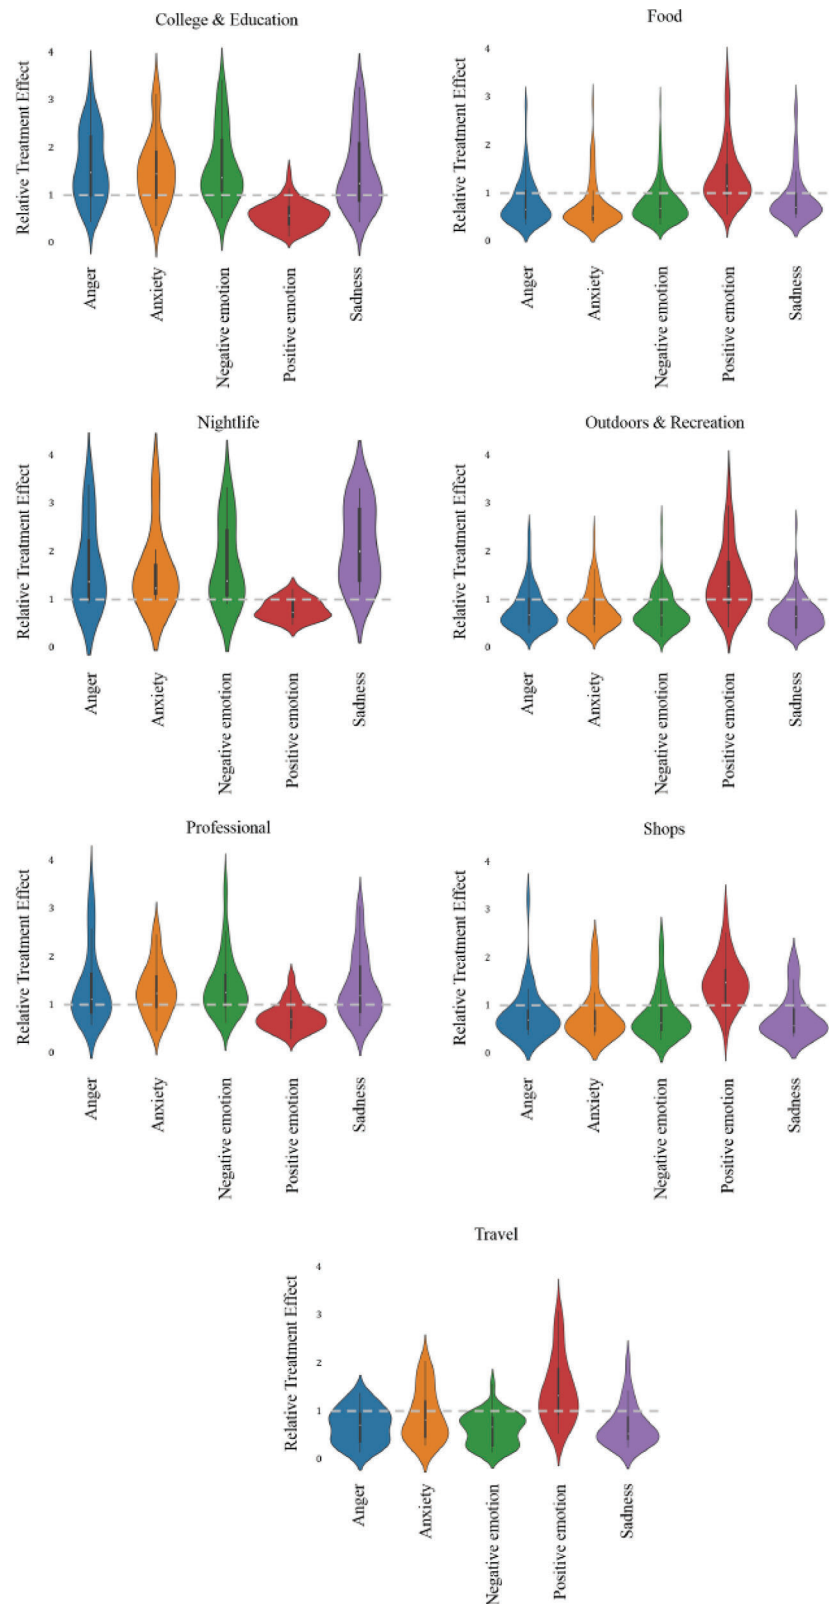 College & Education
Relative Treatment Effect
4
3
2
1
0
Anger
Anxiety
Negative emotion
Positive emotion
Sadness
Food
Relative Treatment Effect
4
3
2
1
0
Anger
Anxiety
Negative emotion
Positive emotion
Sadness
Nightlife
Relative Treatment Effect
4
3
2
1
0
Anger
Anxiety
Negative emotion
Positive emotion
Sadness
Outdoors & Recreation
Relative Treatment Effect
4
3
2
1
0
Anger
Anxiety
Negative emotion
Positive emotion
Sadness
Professional
Relative Treatment Effect
4
3
2
1
0
Anger
Anxiety
Negative emotion
Positive emotion
Sadness
Shops
Relative Treatment Effect
4
3
2
1
0
Anger
Anxiety
Negative emotion
Positive emotion
Sadness
Travel
Relative Treatment Effect
4
3
2
1
0
Anger
Anxiety
Negative emotion
Positive emotion
Sadness